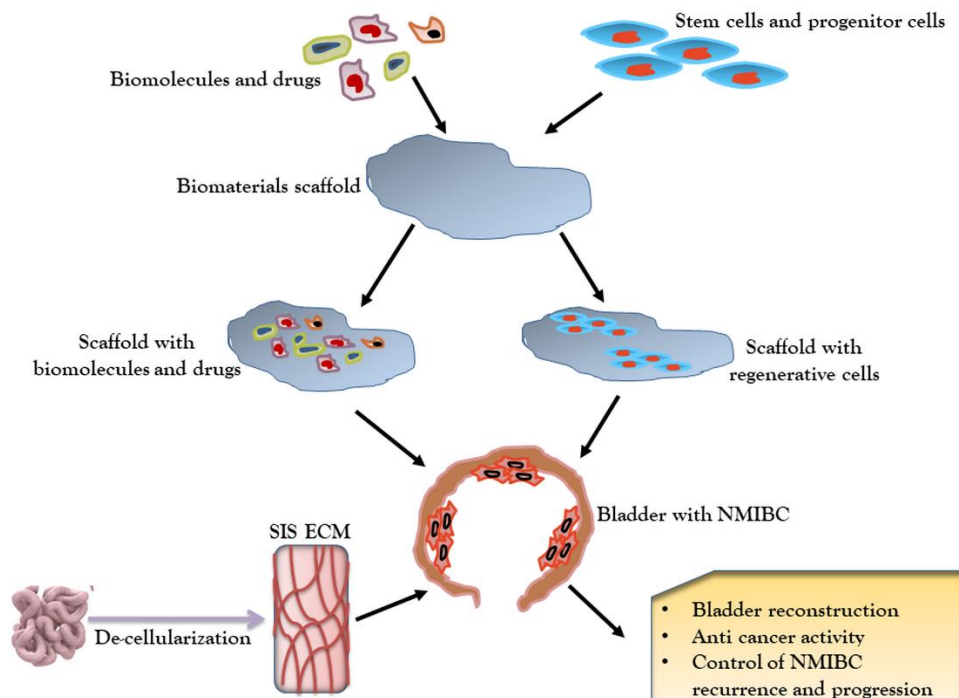 Stem cells and progenitor cells
Biomolecules and drugs
Biomaterials scaffold
Scaffold with
biomolecules and drugs
Scaffold with
regenerative cells
Bladder with NMIBC
SIS ECM
De-cellularization
• Bladder reconstruction
• Anti cancer activity
• Control of NMIBC
recurrence and progression